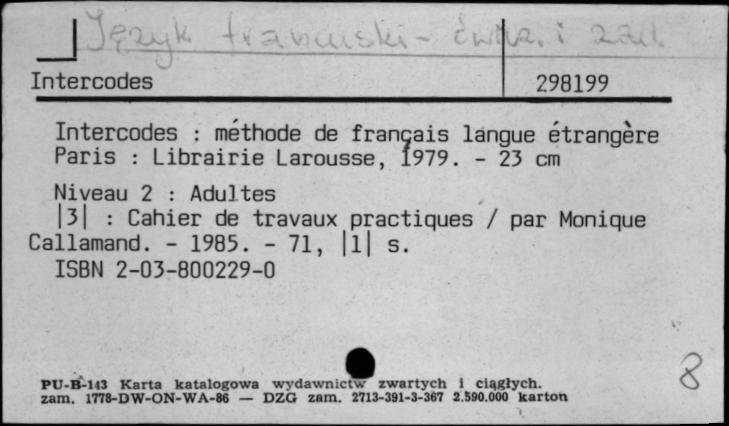 Język francuski - ćwicz. i zad.
Intercodes 298199
Intercodes : méthode de français langue étrangère
Paris : Librairie Larousse, 1979. - 23 cm
Niveau 2 : Adultes
|3| : Cahier de travaux practiques / par Monique
Callamand. - 1985. - 71, |1| s.
ISBN 2-03-800229-0
8
PU-B-143 Karta katalogowa wydawnictw zwartych i ciągłych.
zam. 1778-DW-ON-WA-86 — DZG zam. 2713-391-3-367 2.590.000 karton